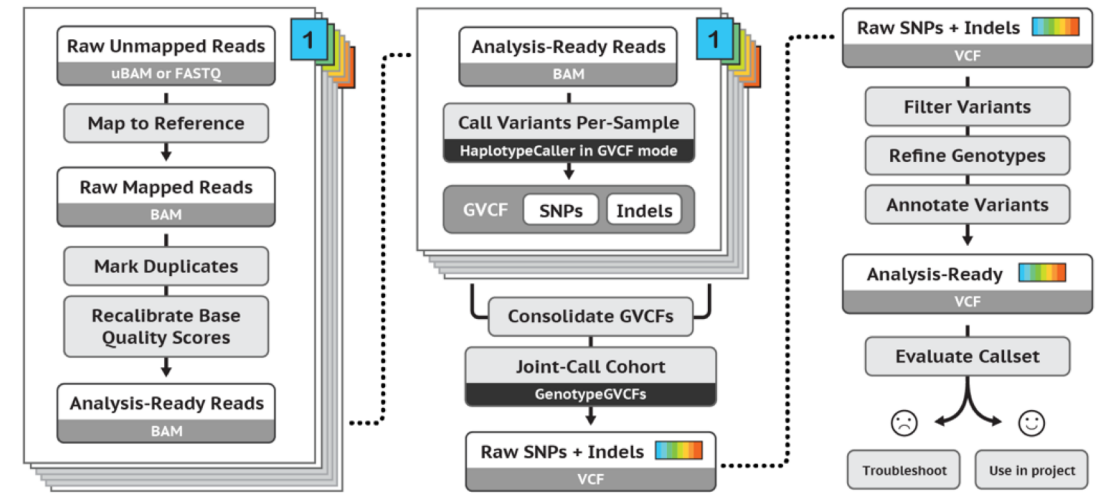 1
Raw Unmapped Reads
uBAM or FASTQ
Map to Reference
Raw Mapped Reads
BAM
Mark Duplicates
Recalibrate Base
Quality Scores
Analysis-Ready Reads
BAM
1
Analysis-Ready Reads
BAM
Call Variants Per-Sample
HaplotypeCaller in GVCF mode
GVCF SNPs Indels
Consolidate GVCFs
Joint-Call Cohort
GenotypeGVCFs
Raw SNPs + Indels
VCF
Raw SNPs + Indels
VCF
Filter Variants
Refine Genotypes
Annotate Variants
Analysis-Ready
VCF
Evaluate Callset
Troubleshoot
Use in project